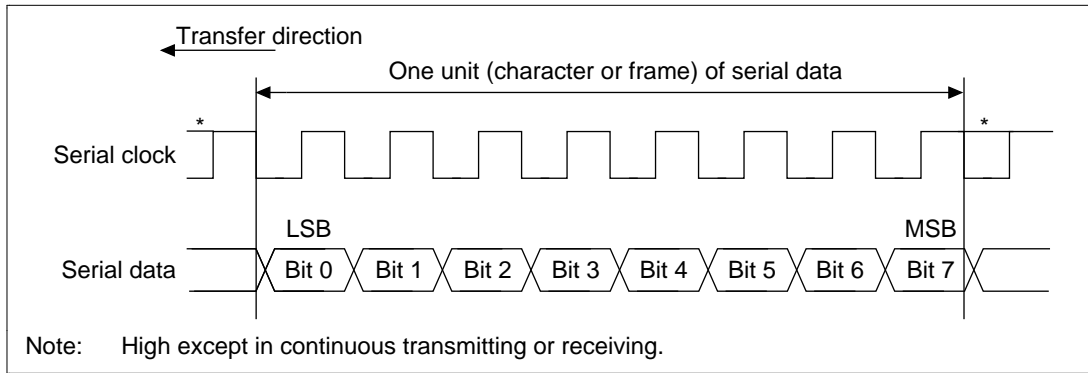 Transfer direction
One unit (character or frame) of serial data
* *
Serial clock
LSB MSB
Serial data Bit 0 Bit 1 Bit 2 Bit 3 Bit 4 Bit 5 Bit 6 Bit 7
Note: High except in continuous transmitting or receiving.